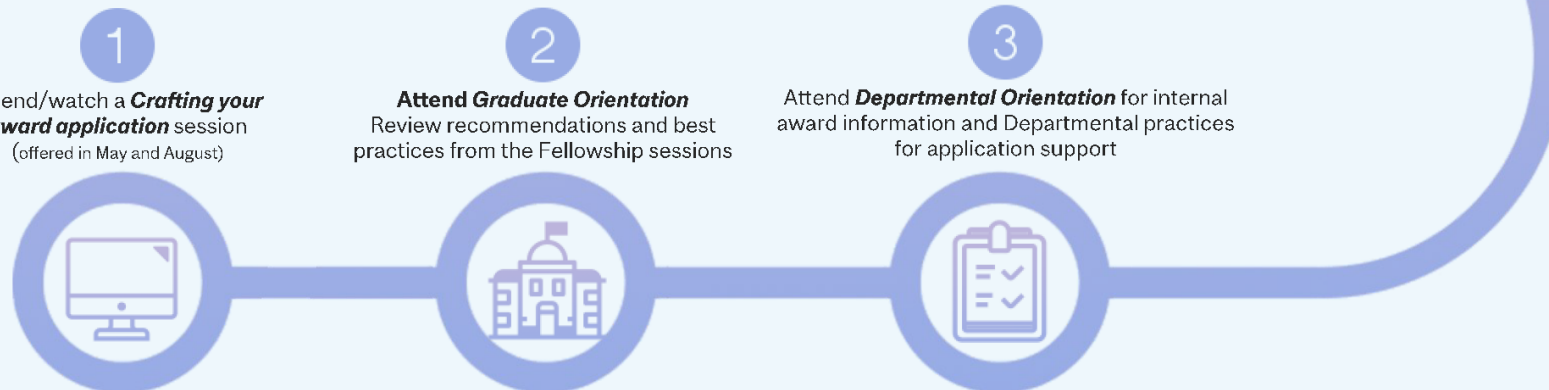 1
end/watch a Crafting your
ward application session
(offered in May and August)
2
Attend Graduate Orientation
Review recommendations and best
practices from the Fellowship sessions
3
Attend Departmental Orientation for internal
award information and Departmental practices
for application support